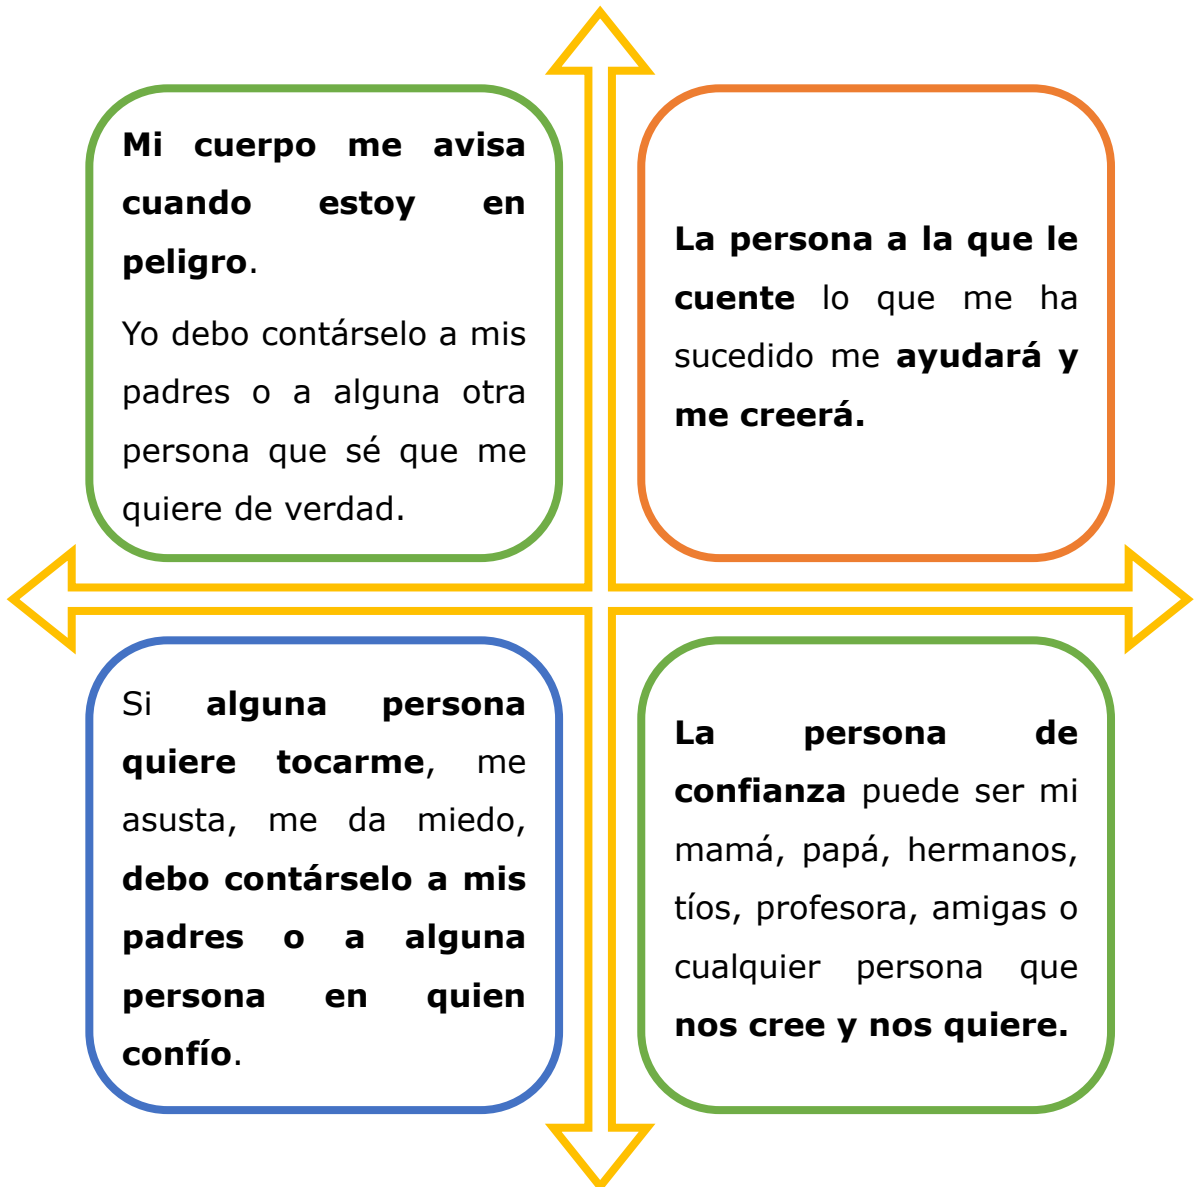 Mi cuerpo me avisa
cuando estoy en
peligro.
Yo debo contárselo a mis
padres o a alguna otra
persona que sé que me
quiere de verdad.
La persona a la que le
cuente lo que me ha
sucedido me ayudará y
me creerá.
Si alguna persona
quiere tocarme, me
asusta, me da miedo,
debo contárselo a mis
padres o a alguna
persona en quien
confío.
La persona de
confianza puede ser mi
mamá, papá, hermanos,
tíos, profesora, amigas o
cualquier persona que
nos cree y nos quiere.